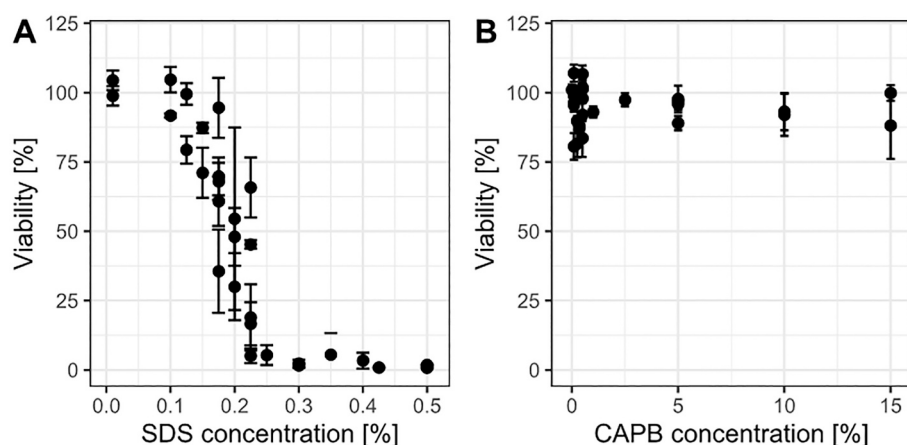 A
Viability [%]
125
100
75
50
25
0
0.0 0.1 0.2 0.3 0.4 0.5
SDS concentration [%]
B
Viability [%]
125
100
75
50
25
0
0 5 10 15
CAPB concentration [%]